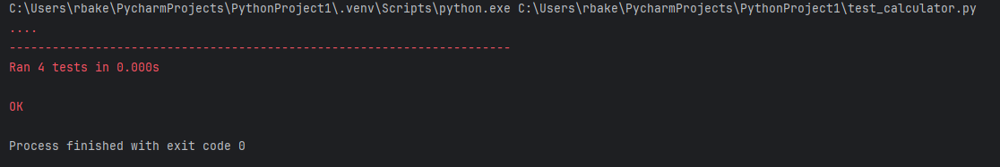 C:\Users\rbake\PycharmProjects\PythonProject1\.venv\Scripts\python.exe C:\Users\rbake\PycharmProjects\PythonProject1\test_calculator.py
....
----------------------------------------------------------------------
Ran 4 tests in 0.000s
OK
Process finished with exit code 0